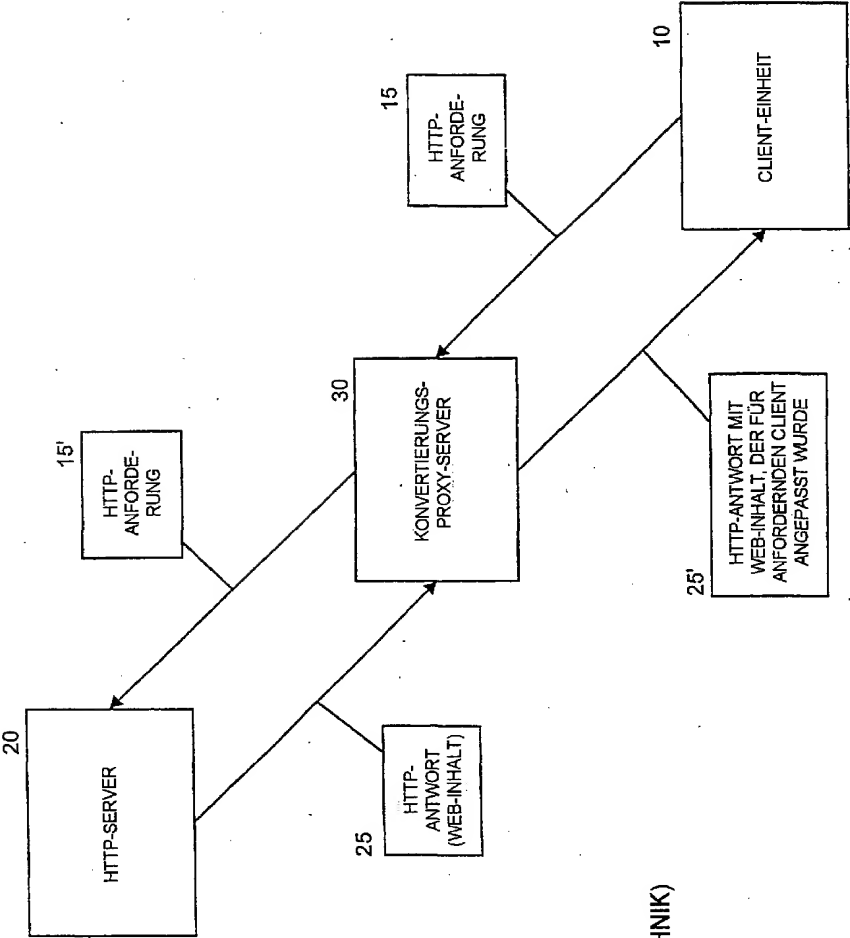 20
HTTP-SERVER
15'
HTTP-
ANFORDE-
RUNG
25
HTTP-
ANTWORT
(WEB-INHALT)
30
KONVERTIERUNGS-
PROXY-SERVER
15
HTTP-
ANFORDE-
RUNG
25'
HTTP-ANTWORT MIT
WEB-INHALT, DER FÜR
ANFORDERNDEN CLIENT
ANGEPASST WURDE
10
CLIENT-EINHEIT